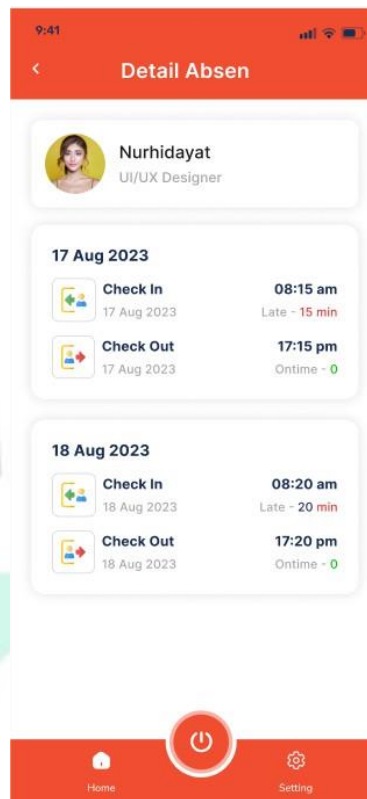 9:41
Detail Absen
Nurhidayat
UI/UX Designer
17 Aug 2023
Check In 08:15 am
17 Aug 2023 Late - 15 min
Check Out 17:15 pm
17 Aug 2023 Ontime - 0
18 Aug 2023
Check In 08:20 am
18 Aug 2023 Late - 20 min
Check Out 17:20 pm
18 Aug 2023 Ontime - 0
Home Setting